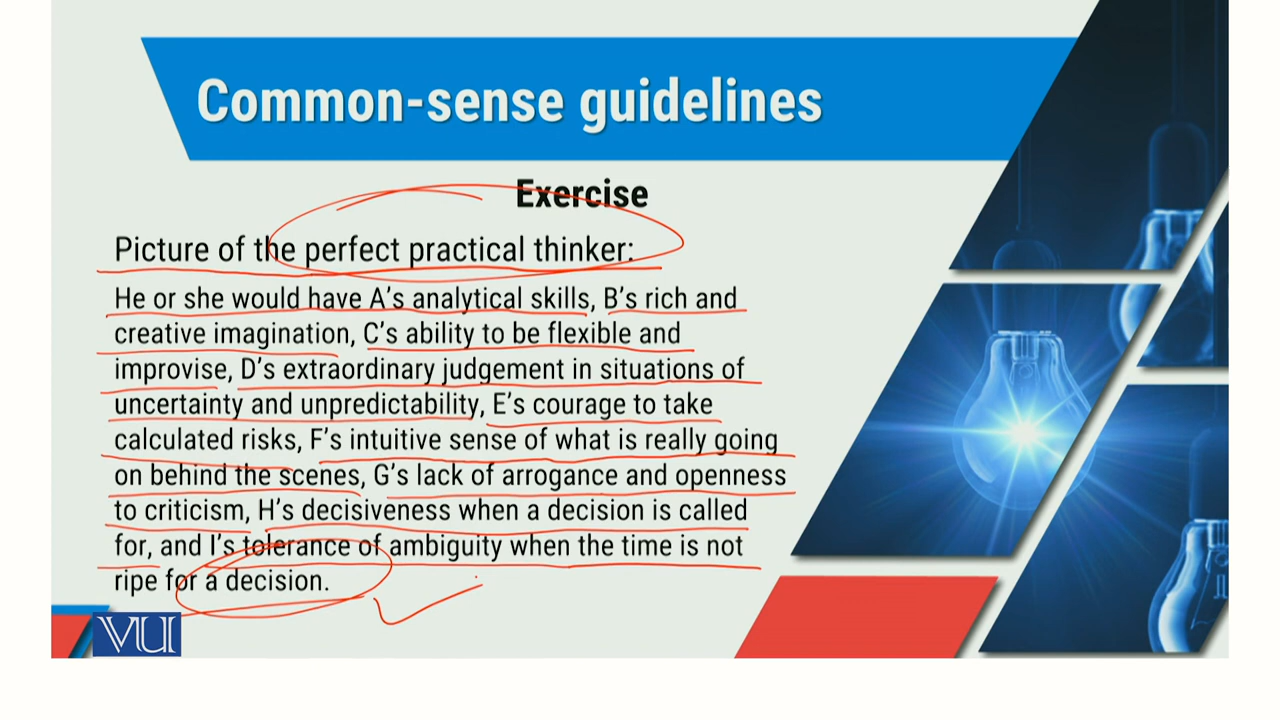 Common-sense guidelines
Exercise
Picture of the perfect practical thinker:
He or she would have A's analytical skills, B's rich and
creative imagination, C's ability to be flexible and
improvise, D's extraordinary judgement in situations of
uncertainty and unpredictability, E's courage to take
calculated risks, F's intuitive sense of what is really going
on behind the scenes, G's lack of arrogance and openness
to criticism, H's decisiveness when a decision is called
for, and I's tolerance of ambiguity when the time is not
ripe for a decision.
VU